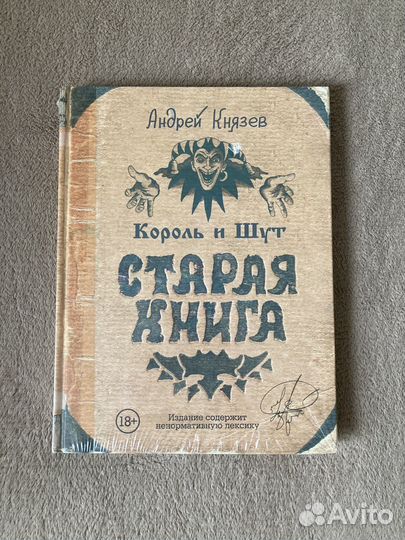 Андрей Князев
Король и Шут
СТАРАЯ
КНИГА
18+
Издание содержит
ненормативную лексику
Avito